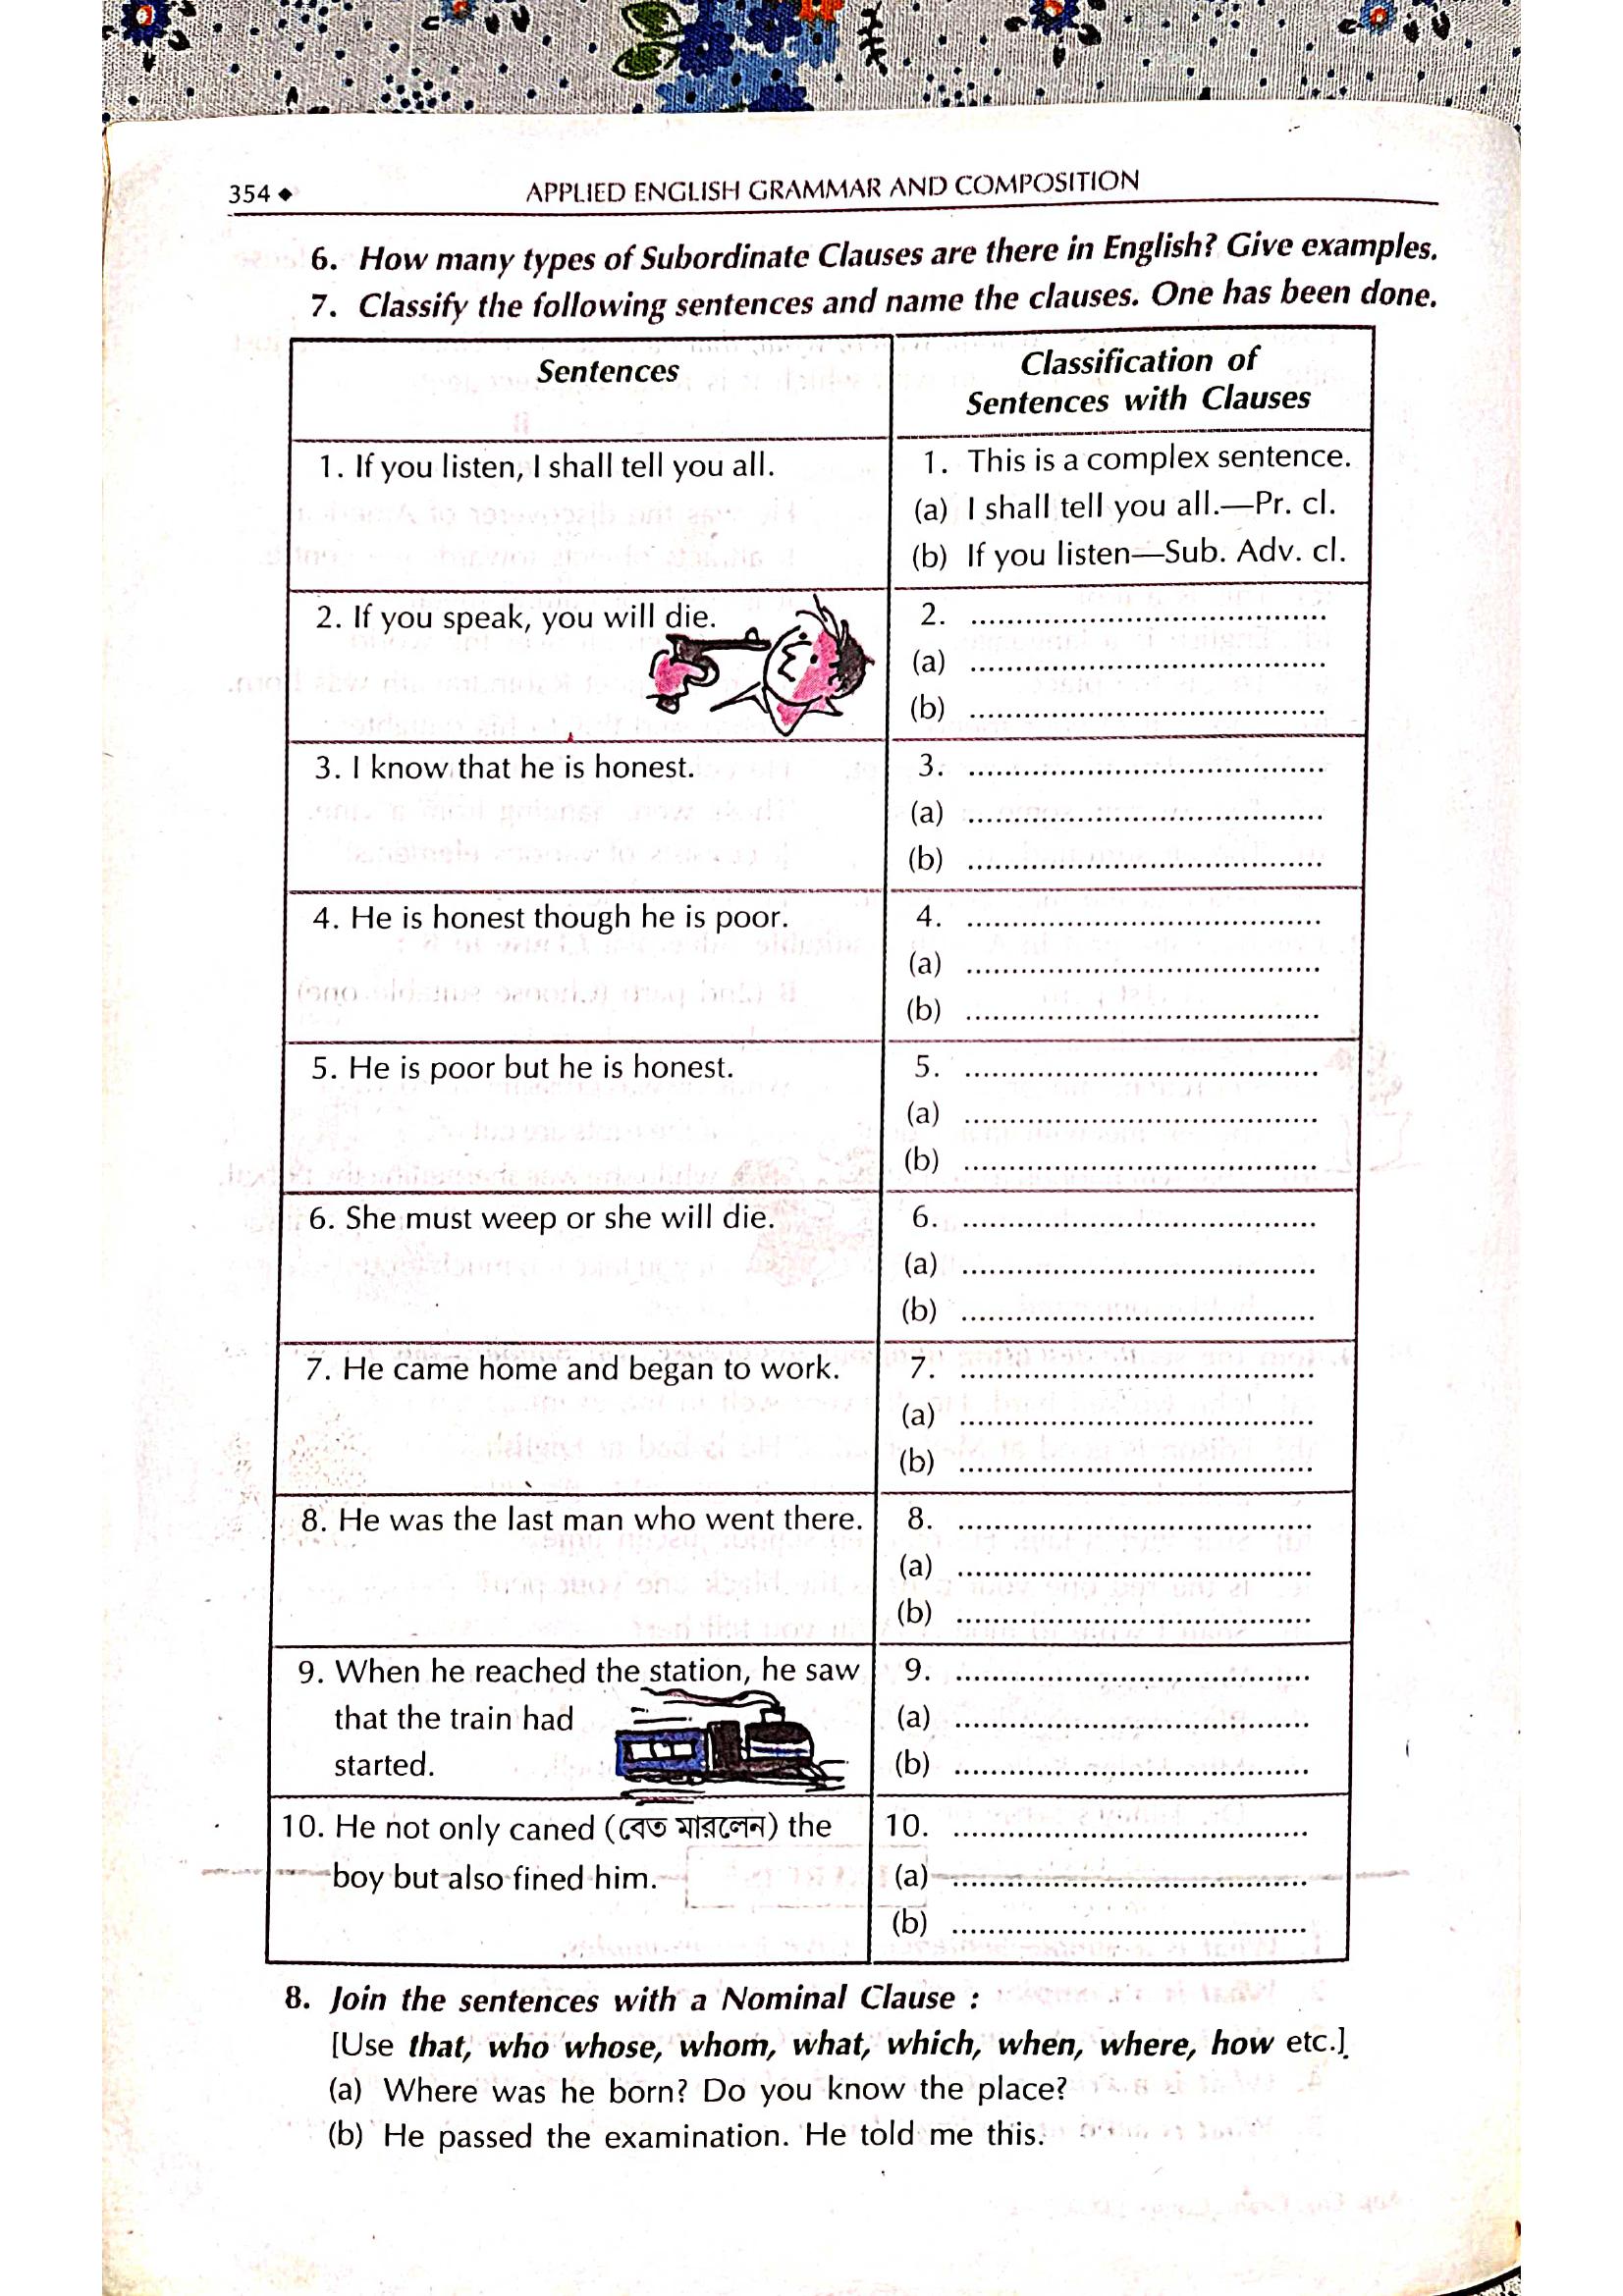 354 ◆ APPLIED ENGLISH GRAMMAR AND COMPOSITION
6. How many types of Subordinate Clauses are there in English? Give examples.
7. Classify the following sentences and name the clauses. One has been done.
Sentences
Classification of
Sentences with Clauses
1. If you listen, I shall tell you all.
1. This is a complex sentence.
(a) I shall tell you all.—Pr. cl.
(b) If you listen—Sub. Adv. cl.
2. If you speak, you will die.
2. ........................................
(a) ........................................
(b) ........................................
3. I know that he is honest.
3. ........................................
(a) ........................................
(b) ........................................
4. He is honest though he is poor.
4. ........................................
(a) ........................................
(b) ........................................
5. He is poor but he is honest.
5. ........................................
(a) ........................................
(b) ........................................
6. She must weep or she will die.
6. ........................................
(a) ........................................
(b) ........................................
7. He came home and began to work.
7. ........................................
(a) ........................................
(b) ........................................
8. He was the last man who went there.
8. ........................................
(a) ........................................
(b) ........................................
9. When he reached the station, he saw
that the train had
started.
9. ........................................
(a) ........................................
(b) ........................................
10. He not only caned (বেত মারলেন) the
boy but also fined him.
10. ........................................
(a) ........................................
(b) ........................................
8. Join the sentences with a Nominal Clause :
[Use that, who whose, whom, what, which, when, where, how etc.]
(a) Where was he born? Do you know the place?
(b) He passed the examination. He told me this.